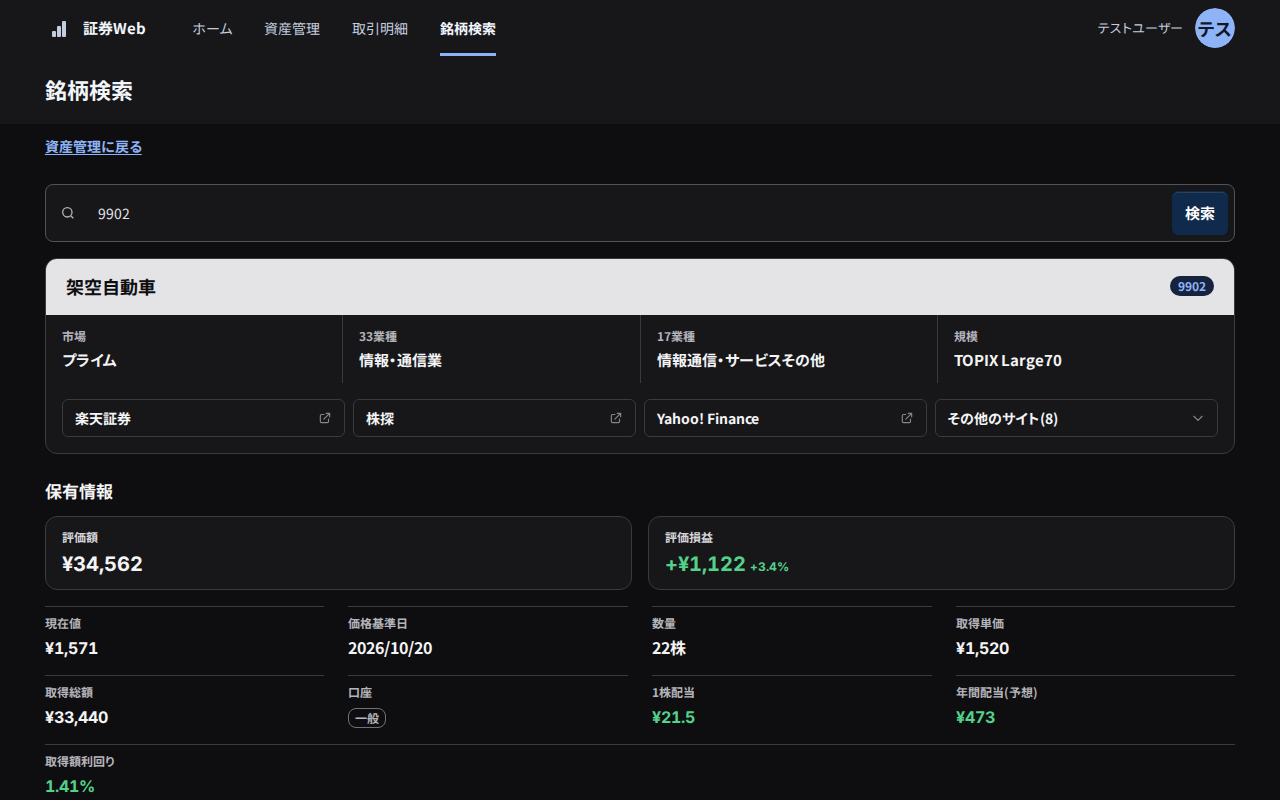 証券Web ホーム 資産管理 取引明細 銘柄検索 テストユーザー テス
銘柄検索
資産管理に戻る
9902 検索
架空自動車 9902
市場 33業種 17業種 規模
プライム 情報・通信業 情報通信・サービスその他 TOPIX Large70
楽天証券 株探 Yahoo! Finance その他のサイト(8)
保有情報
評価額 評価損益
¥34,562 +¥1,122 +3.4%
現在値 価格基準日 数量 取得単価
¥1,571 2026/10/20 22株 ¥1,520
取得総額 口座 1株配当 年間配当(予想)
¥33,440 一般 ¥21.5 ¥473
取得額利回り
1.41%